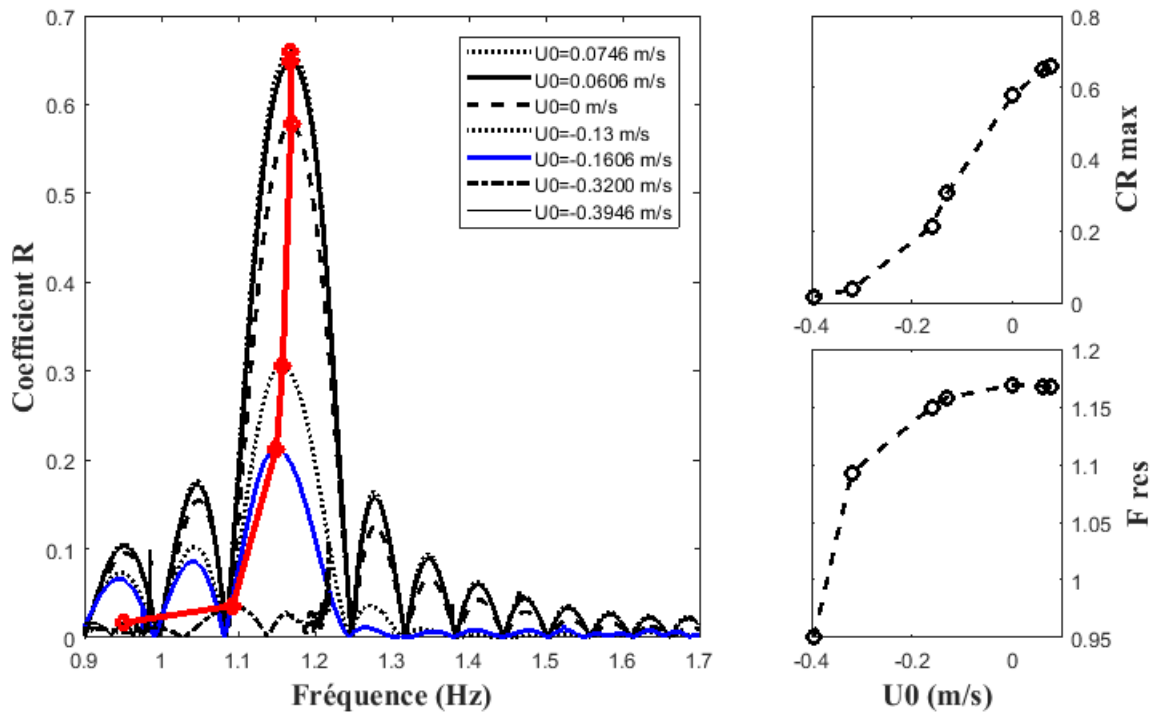 0.7
0.6
0.5
0.4
0.3
0.2
0.1
0
Coefficient R
0.9
1
1.1
1.2
1.3
1.4
1.5
1.6
1.7
Fréquence (Hz)
U0=0.0746 m/s
U0=0.0606 m/s
U0=0 m/s
U0=-0.13 m/s
U0=-0.1606 m/s
U0=-0.3200 m/s
U0=-0.3946 m/s
0.8
0.6
0.4
0.2
0
CR max
-0.4
-0.2
0
1.2
1.15
1.10
1.05
1
0.95
F res
-0.4
-0.2
0
U0 (m/s)